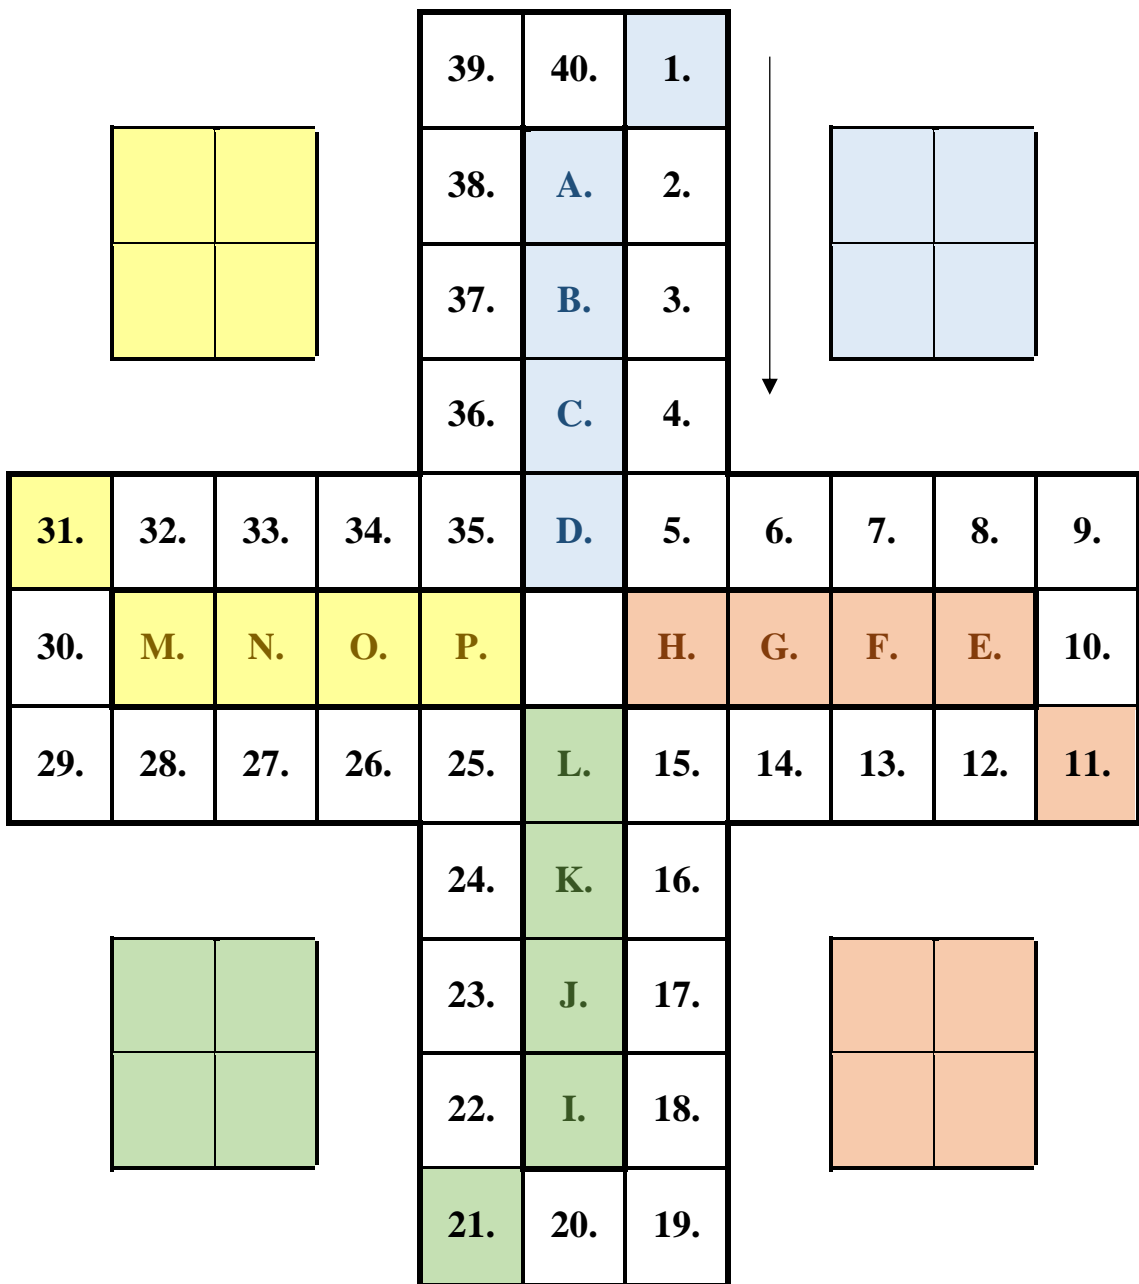 39. 40. 1.
38. A. 2.
37. B. 3.
36. C. 4.
31. 32. 33. 34. 35. D. 5. 6. 7. 8. 9.
30. M. N. O. P. H. G. F. E. 10.
29. 28. 27. 26. 25. L. 15. 14. 13. 12. 11.
24. K. 16.
23. J. 17.
22. I. 18.
21. 20. 19.